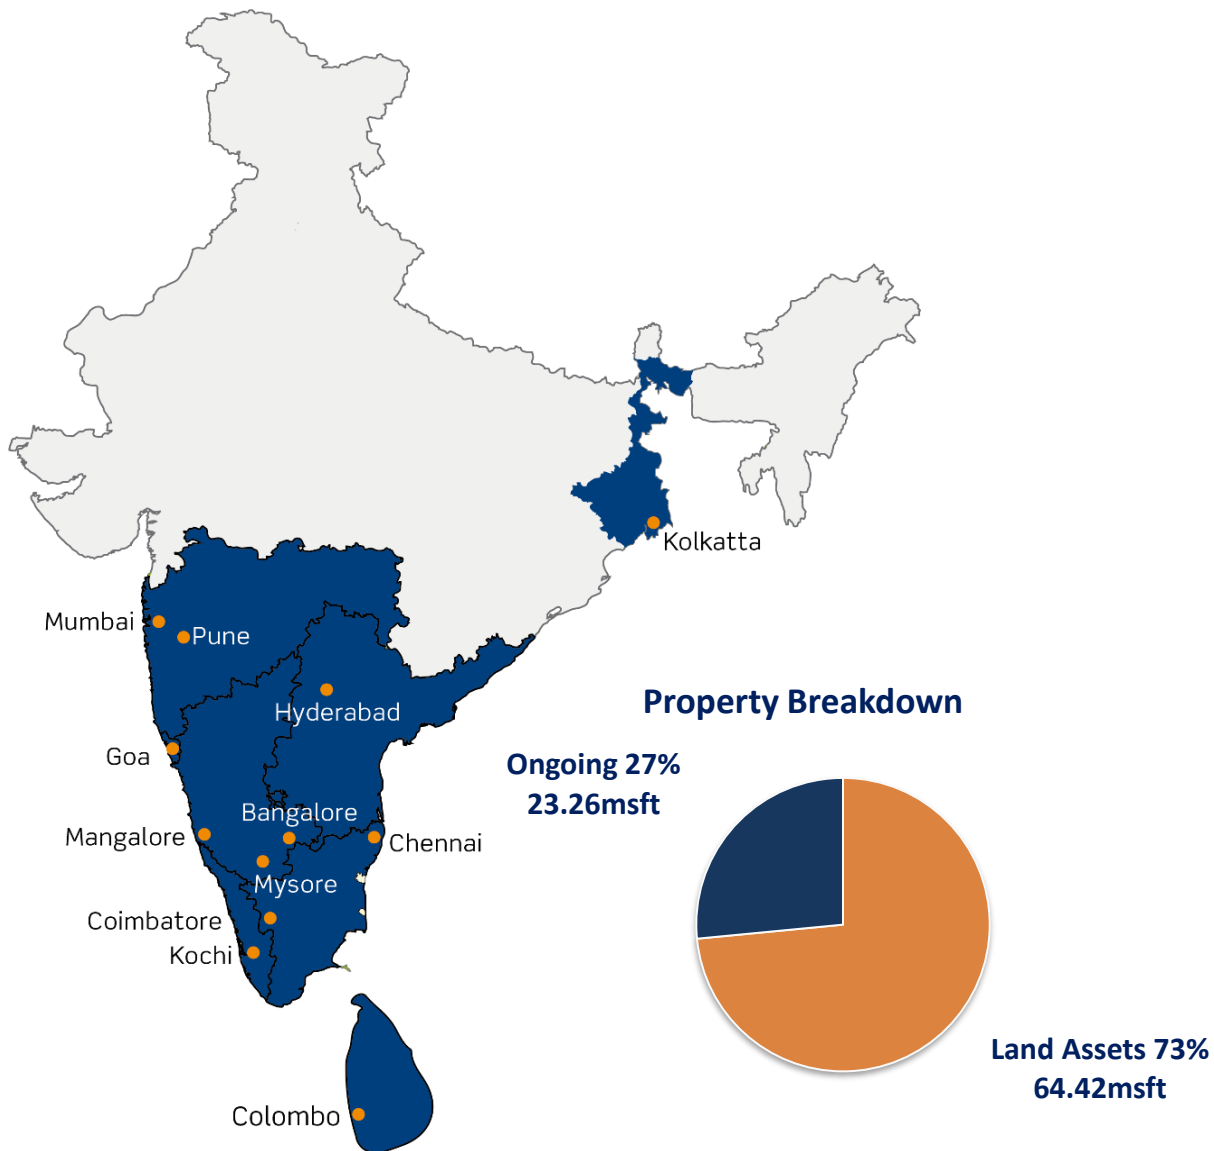 Kolkatta
Mumbai
Pune
Hyderabad
Goa
Bangalore
Mangalore
Chennai
Mysore
Coimbatore
Kochi
Colombo
Property Breakdown
Ongoing 27%
23.26msft
Land Assets 73%
64.42msft